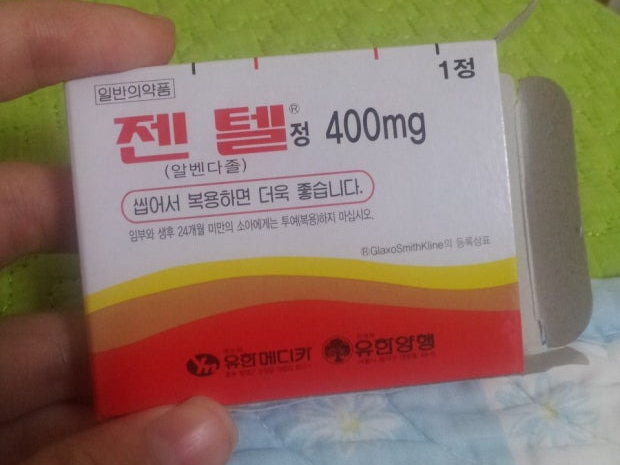 1정
일반의약품
젠텔®정 400mg
(알벤다졸)
씹어서 복용하면 더욱 좋습니다.
임부와 생후 24개월 미만의 소아에게는 투여(복용)하지 마십시오.
®GlaxoSmithKline의 등록상표
유한메디카 유한양행